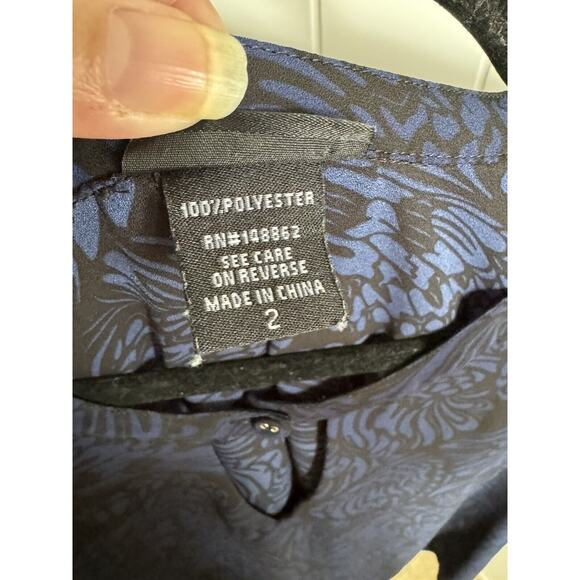 100% POLYESTER
RN#148862
SEE CARE
ON REVERSE
MADE IN CHINA
2